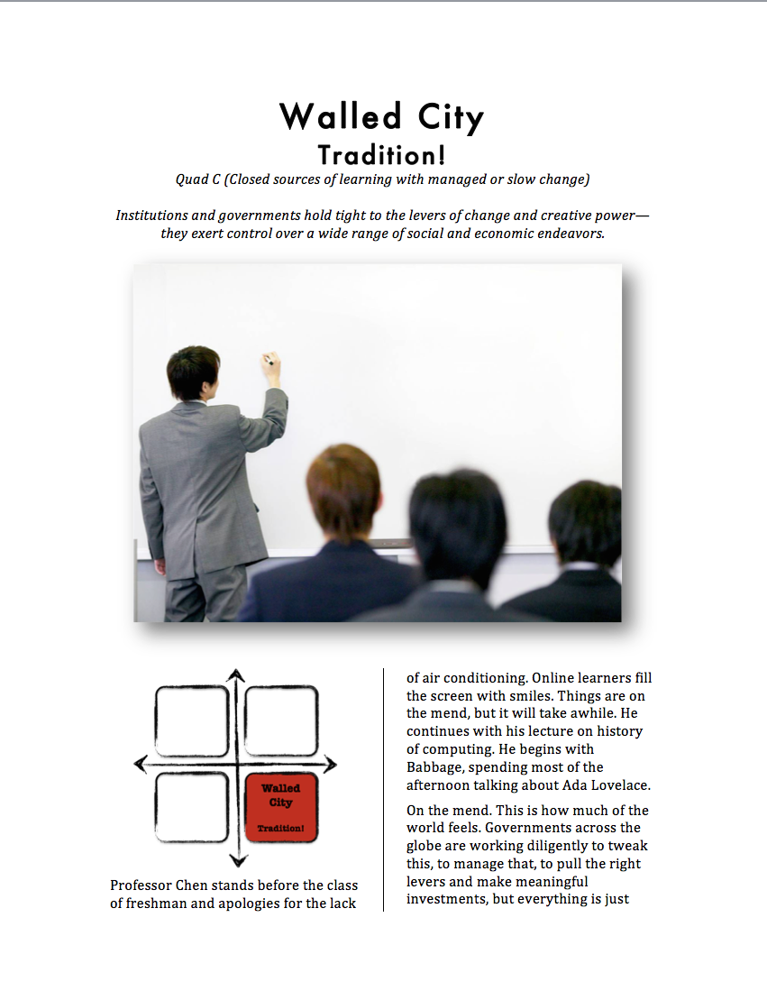 Walled City
Tradition!
Quad C (Closed sources of learning with managed or slow change)
Institutions and governments hold tight to the levers of change and creative power—
they exert control over a wide range of social and economic endeavors.
Walled
City
Tradition!
Professor Chen stands before the class
of freshman and apologies for the lack
of air conditioning. Online learners fill
the screen with smiles. Things are on
the mend, but it will take awhile. He
continues with his lecture on history
of computing. He begins with
Babbage, spending most of the
afternoon talking about Ada Lovelace.
On the mend. This is how much of the
world feels. Governments across the
globe are working diligently to tweak
this, to manage that, to pull the right
levers and make meaningful
investments, but everything is just